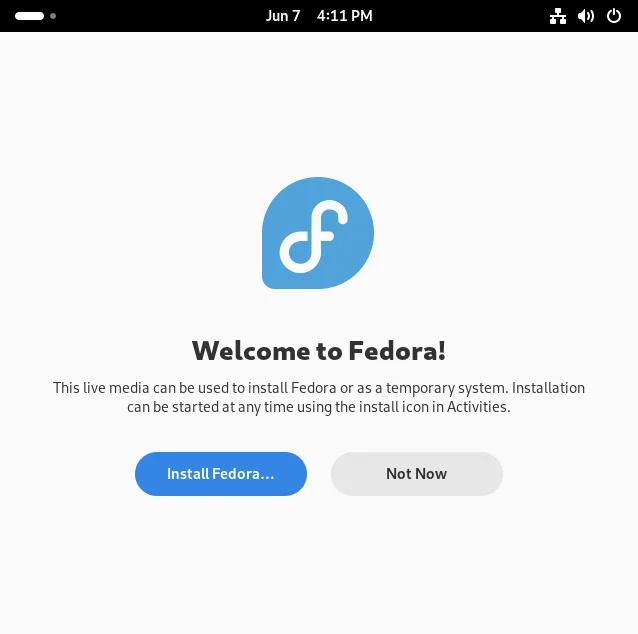 Jun 7 4:11 PM
Welcome to Fedora!
This live media can be used to install Fedora or as a temporary system. Installation
can be started at any time using the install icon in Activities.
Install Fedora...
Not Now